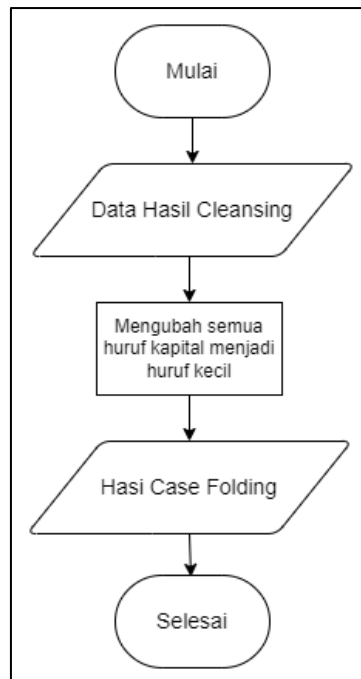 Mulai
Data Hasil Cleansing
Mengubah semua
huruf kapital menjadi
huruf kecil
Hasi Case Folding
Selesai